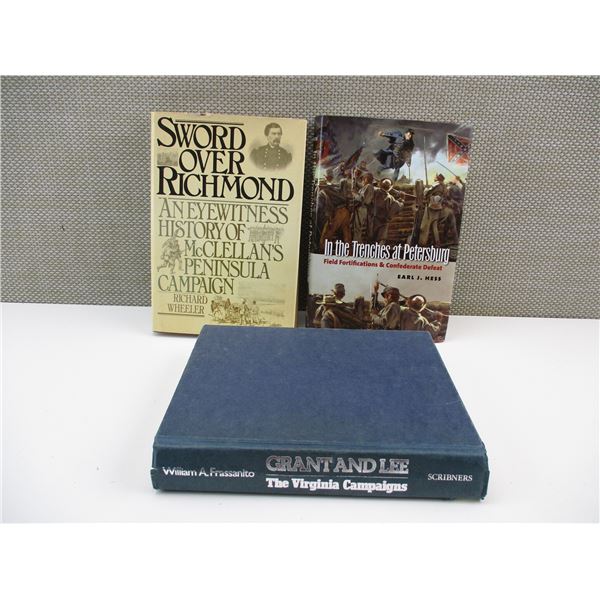 SWORD
OVER
RICHMOND
AN EYEWITNESS
HISTORY OF
McCLELLAN'S
PENINSULA
CAMPAIGN
RICHARD
WHEELER
In the Trenches at Petersburg
Field Fortifications & Confederate Defeat
EARL J. HESS
William A. Frassanito
GRANT AND LEE
The Virginia Campaigns
SCRIBNERS